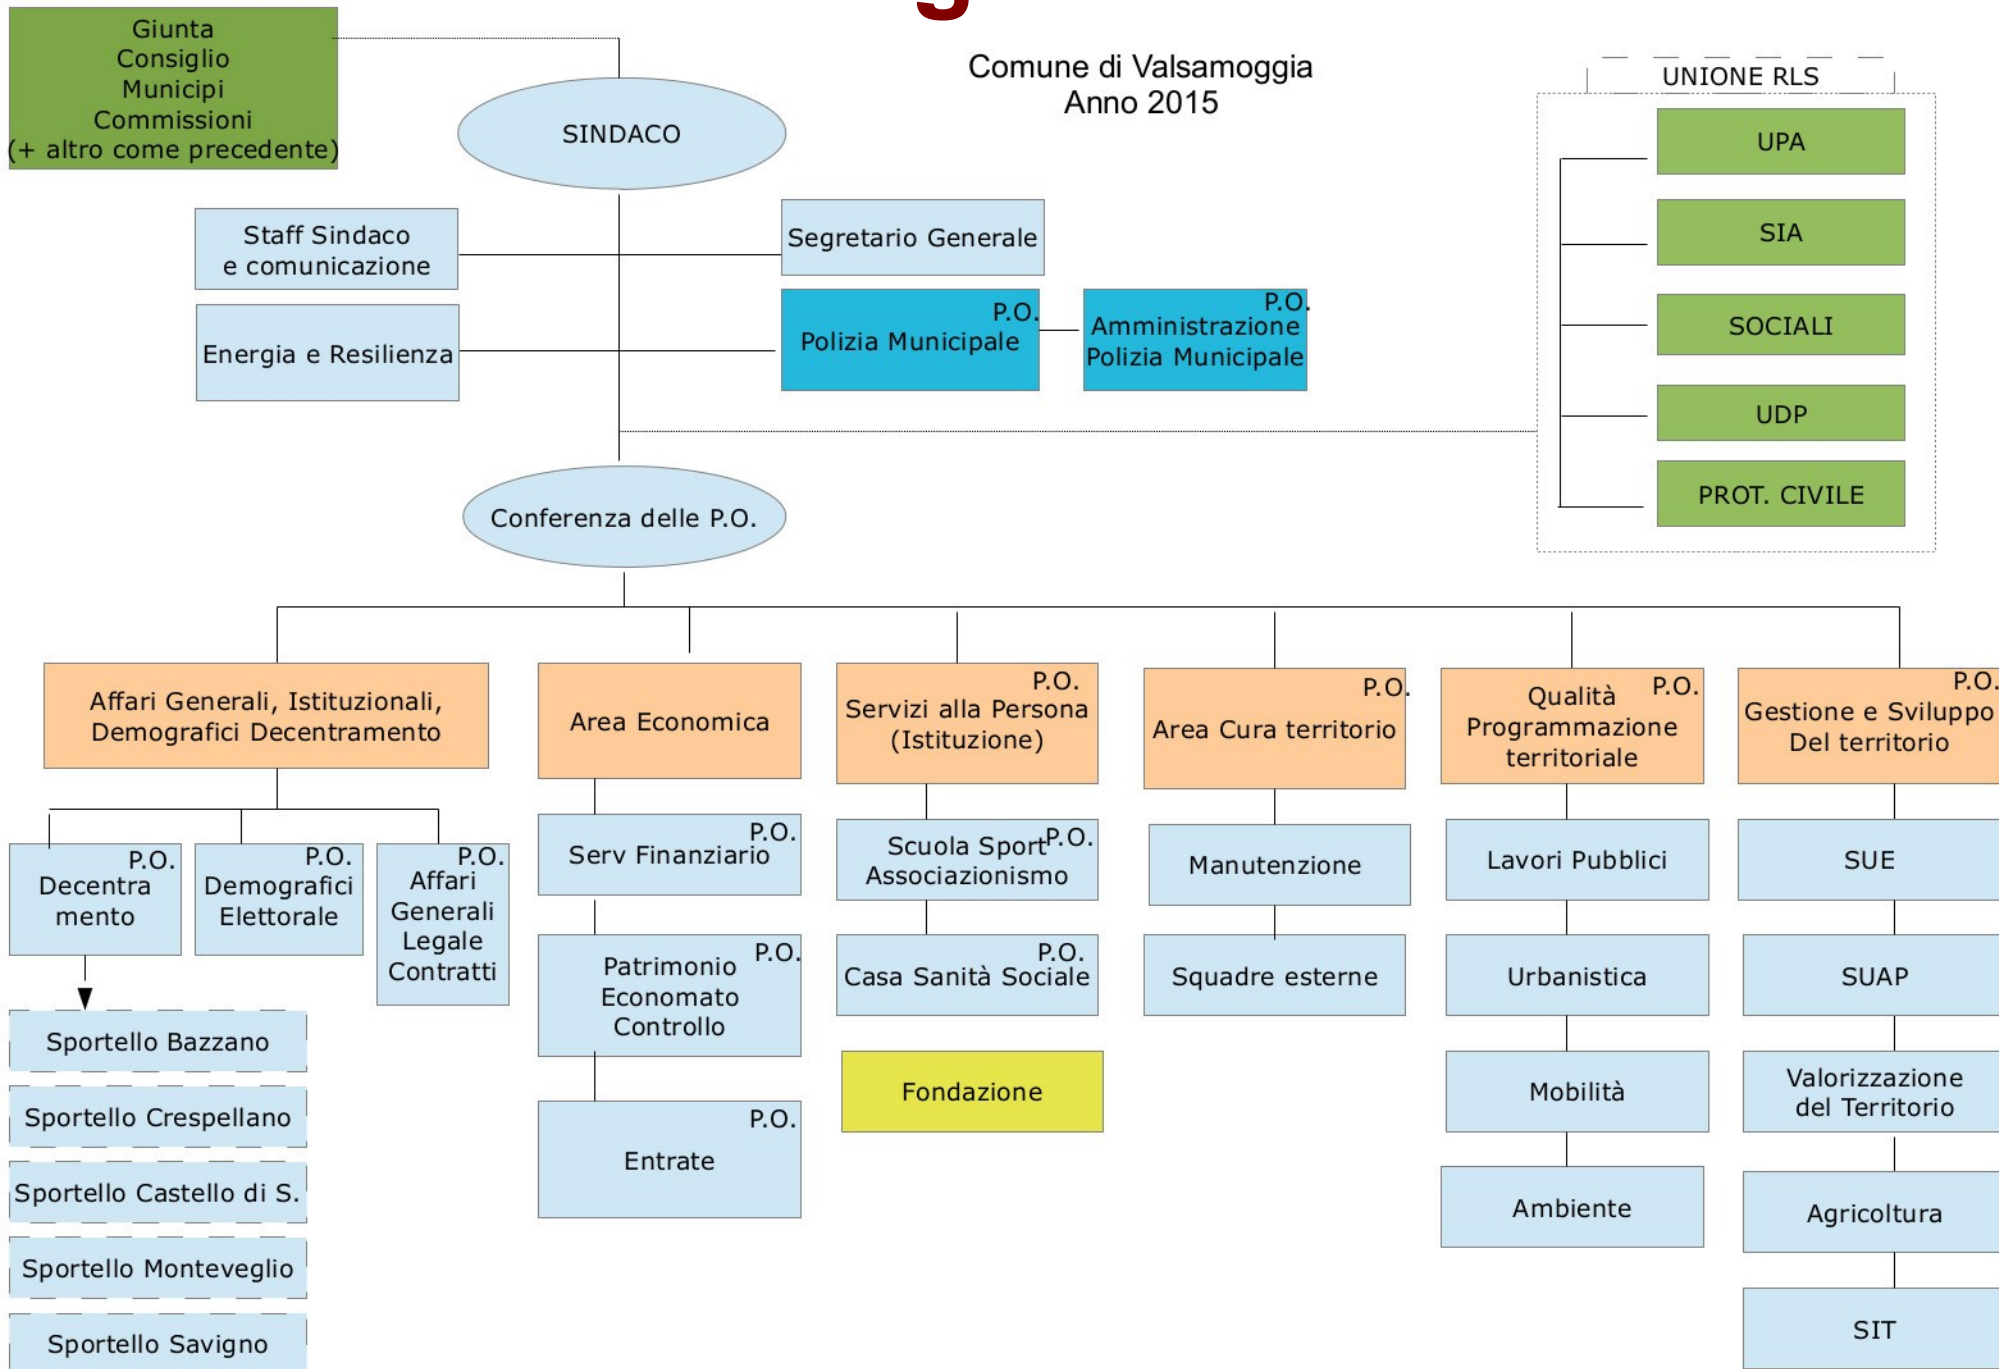 g
Comune di Valsamoggia
Anno 2015
Giunta
Consiglio
Municipi
Commissioni
(+ altro come precedente)
SINDACO
UNIONE RLS
UPA
SIA
SOCIALI
UDP
PROT. CIVILE
Staff Sindaco
e comunicazione
Segretario Generale
Energia e Resilienza
P.O.
Polizia Municipale
P.O.
Amministrazione
Polizia Municipale
Conferenza delle P.O.
Affari Generali, Istituzionali,
Demografici Decentramento
Area Economica
P.O.
Servizi alla Persona
(Istituzione)
P.O.
Area Cura territorio
P.O.
Qualità
Programmazione
territoriale
P.O.
Gestione e Sviluppo
Del territorio
P.O.
Decentra
mento
P.O.
Demografici
Elettorale
P.O.
Affari
Generali
Legale
Contratti
Sportello Bazzano
Sportello Crespellano
Sportello Castello di S.
Sportello Monteveglio
Sportello Savigno
P.O.
Serv Finanziario
P.O.
Patrimonio
Economato
Controllo
P.O.
Entrate
P.O.
Scuola Sport
Associazionismo
P.O.
Casa Sanità Sociale
Fondazione
Manutenzione
Squadre esterne
Lavori Pubblici
Urbanistica
Mobilità
Ambiente
SUE
SUAP
Valorizzazione
del Territorio
Agricoltura
SIT